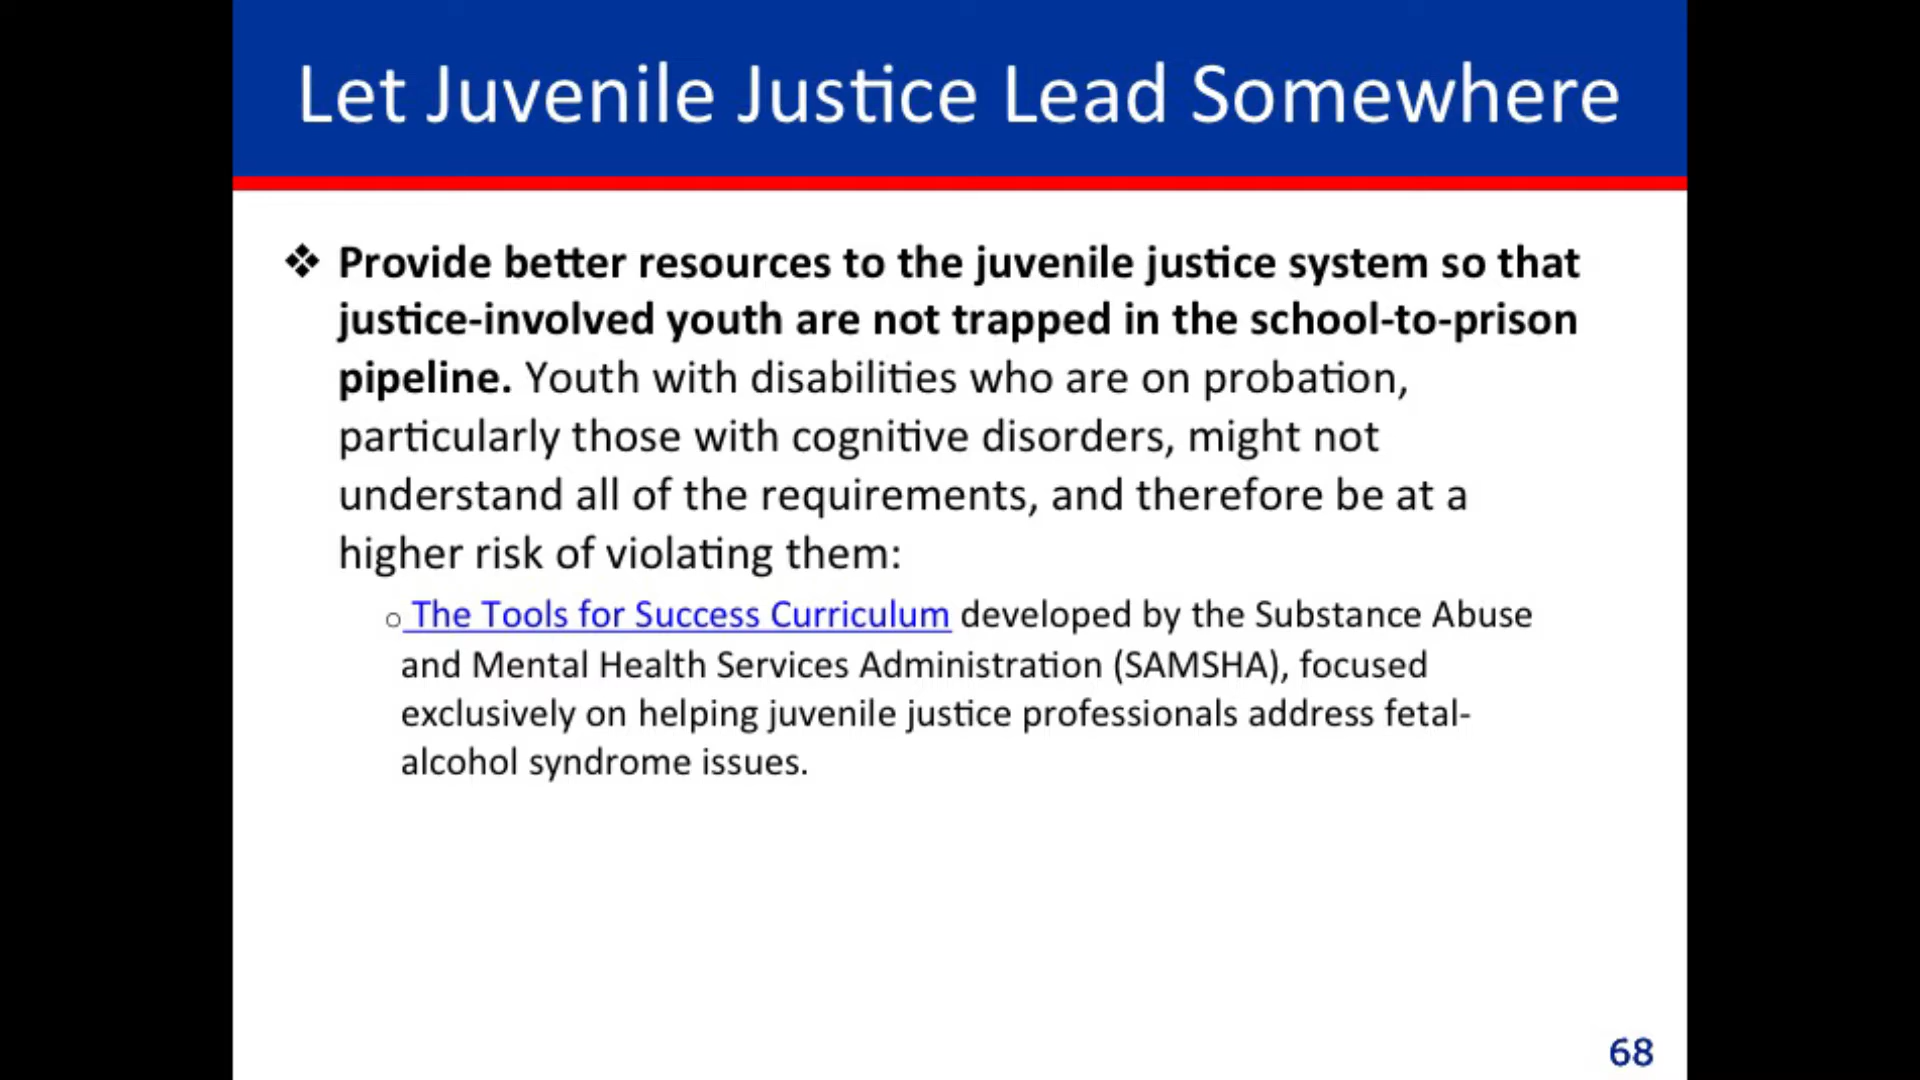 Let Juvenile Justice Lead Somewhere
❖ Provide better resources to the juvenile justice system so that
justice-involved youth are not trapped in the school-to-prison
pipeline. Youth with disabilities who are on probation,
particularly those with cognitive disorders, might not
understand all of the requirements, and therefore be at a
higher risk of violating them:
o The Tools for Success Curriculum developed by the Substance Abuse
and Mental Health Services Administration (SAMSHA), focused
exclusively on helping juvenile justice professionals address fetal-
alcohol syndrome issues.
68